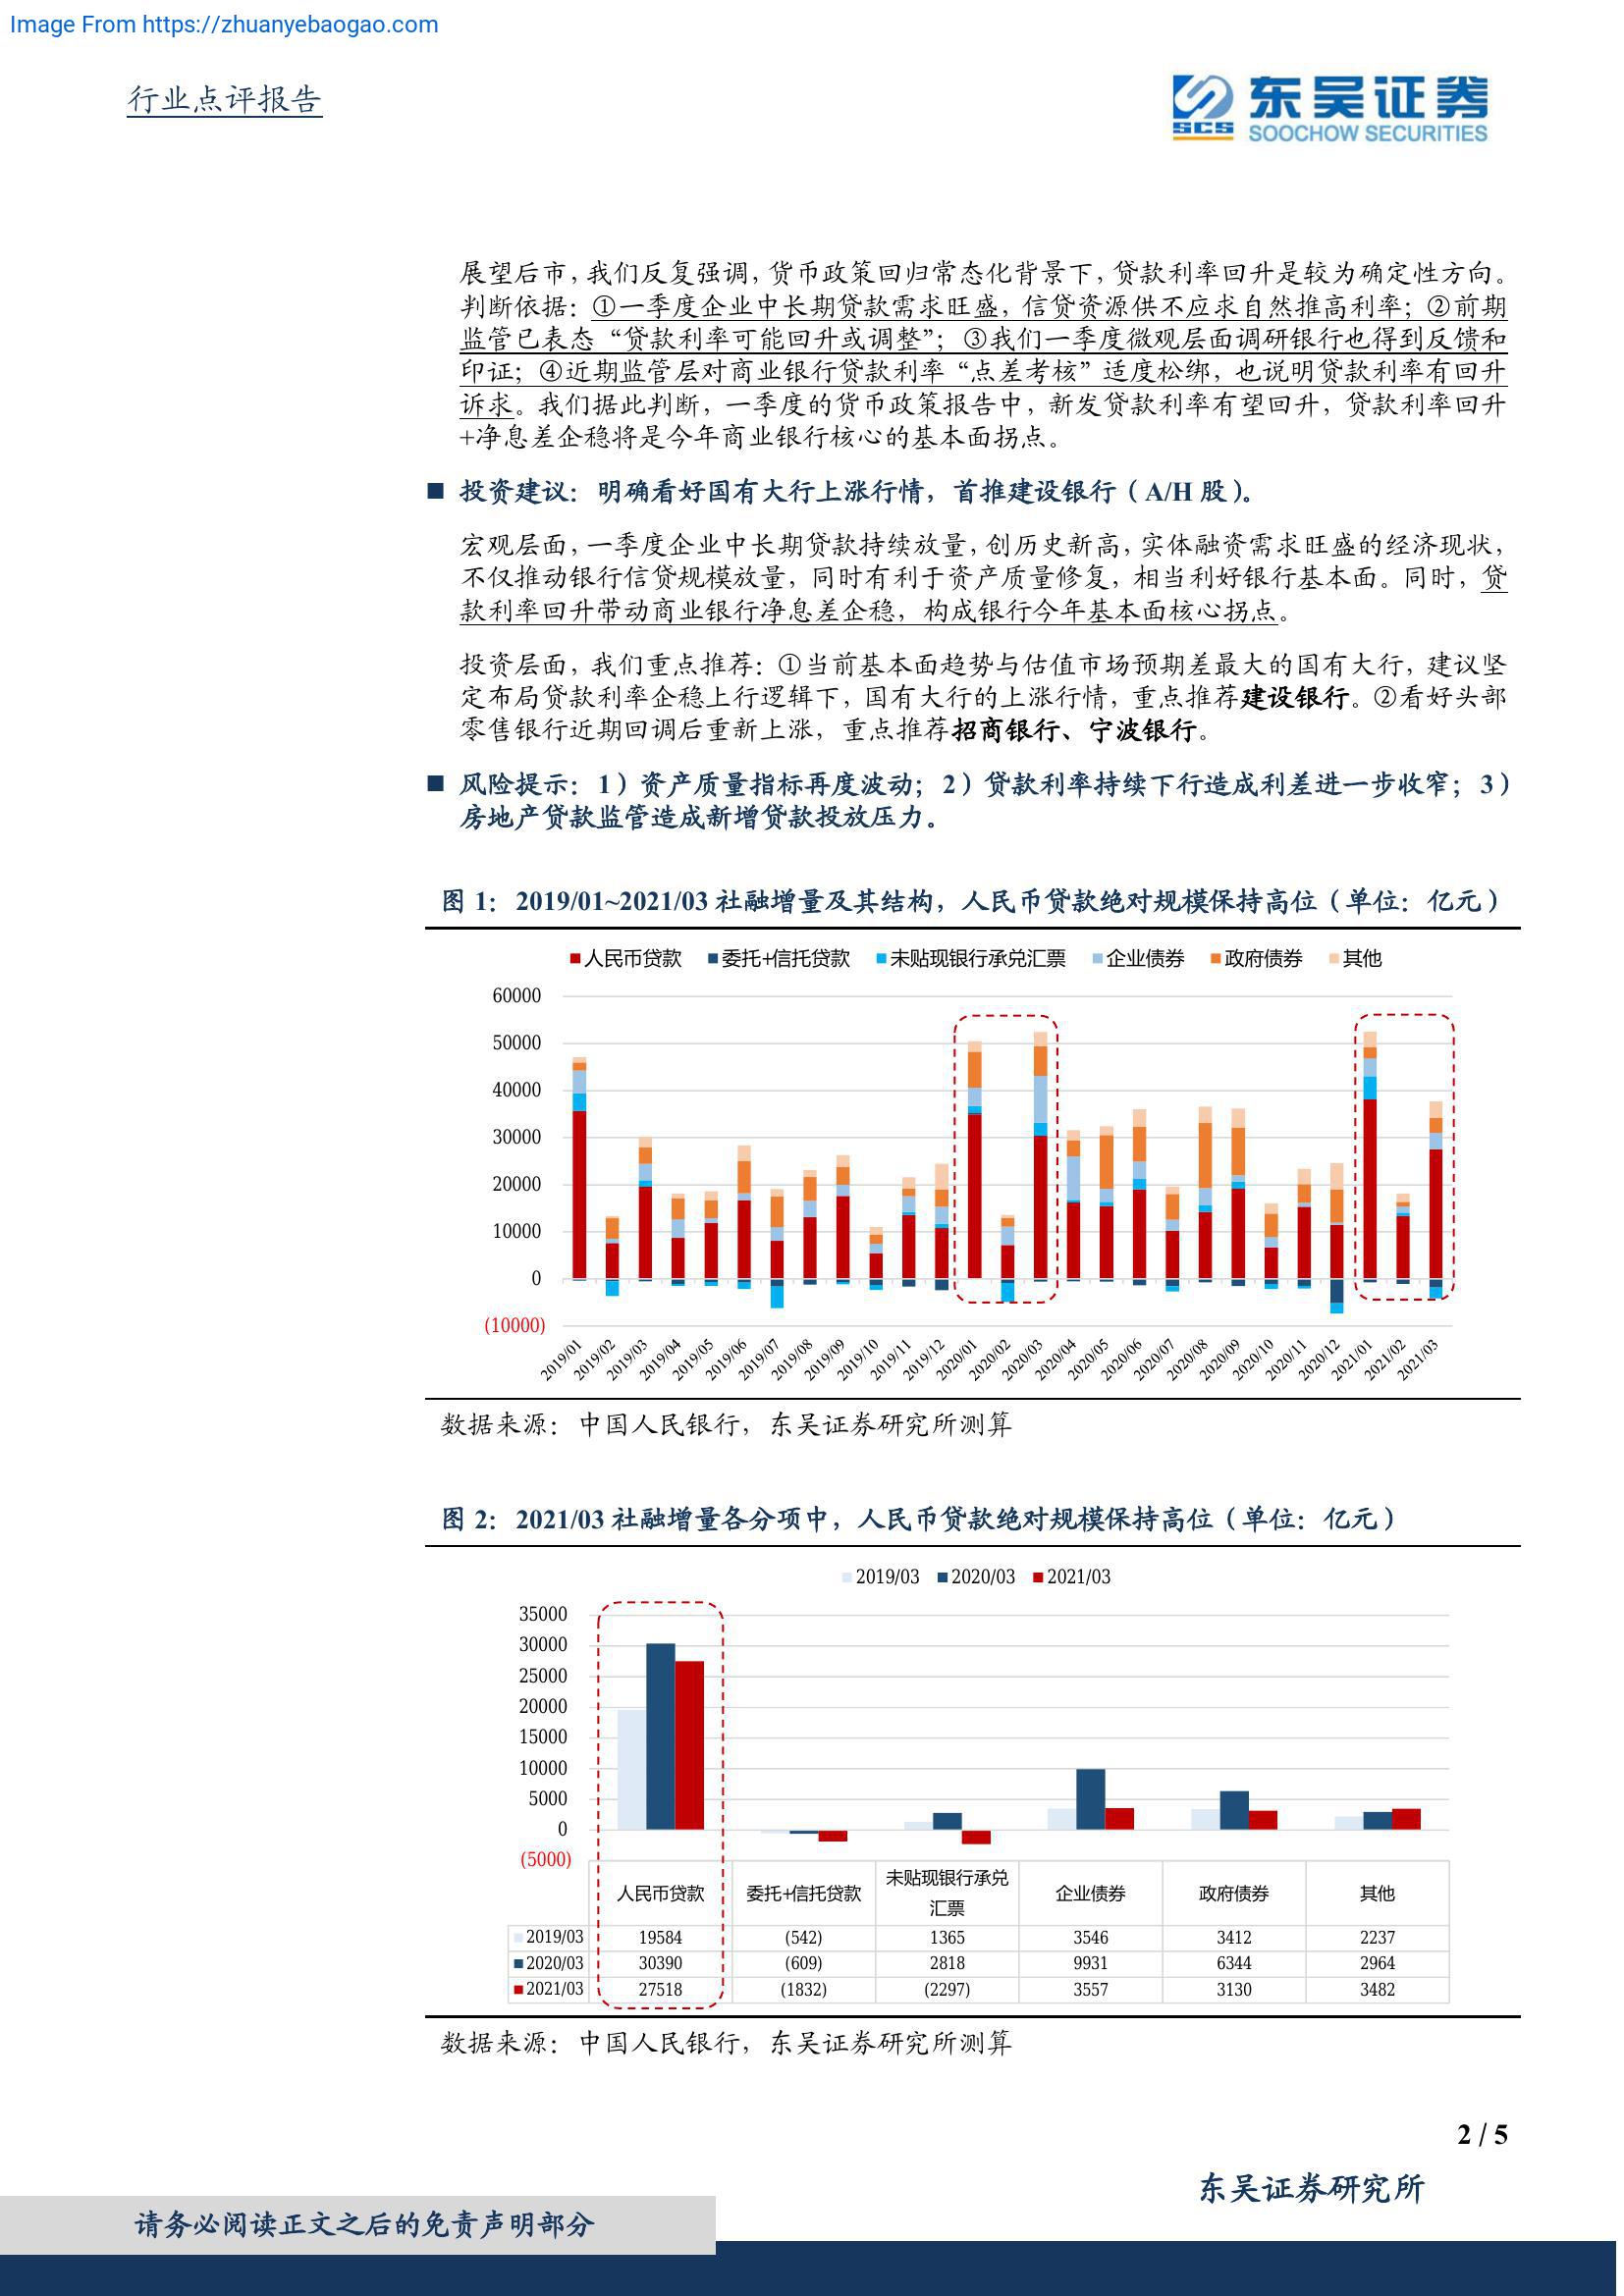 Image From https://zhuanyebaogao.com
行业点评报告
SCS
东吴证券
SOOCHOW SECURITIES
展望后市，我们反复强调，货币政策回归常态化背景下，贷款利率回升是较为确定性方向。
判断依据：①一季度企业中长期贷款需求旺盛，信贷资源供不应求自然推高利率；②前期
监管已表态“贷款利率可能回升或调整”；③我们一季度微观层面调研银行也得到反馈和
印证；④近期监管层对商业银行贷款利率“点差考核”适度松绑，也说明贷款利率有回升
诉求。我们据此判断，一季度的货币政策报告中，新发贷款利率有望回升，贷款利率回升
+净息差企稳将是今年商业银行核心的基本面拐点。
■ 投资建议：明确看好国有大行上涨行情，首推建设银行（A/H 股）。
宏观层面，一季度企业中长期贷款持续放量，创历史新高，实体融资需求旺盛的经济现状，
不仅推动银行信贷规模放量，同时有利于资产质量修复，相当利好银行基本面。同时，贷
款利率回升带动商业银行净息差企稳，构成银行今年基本面核心拐点。
投资层面，我们重点推荐：①当前基本面趋势与估值市场预期差最大的国有大行，建议坚
定布局贷款利率企稳上行逻辑下，国有大行的上涨行情，重点推荐建设银行。②看好头部
零售银行近期回调后重新上涨，重点推荐招商银行、宁波银行。
■ 风险提示：1）资产质量指标再度波动；2）贷款利率持续下行造成利差进一步收窄；3）
房地产贷款监管造成新增贷款投放压力。
图 1：2019/01~2021/03 社融增量及其结构，人民币贷款绝对规模保持高位（单位：亿元）
人民币贷款 委托+信托贷款 未贴现银行承兑汇票 企业债券 政府债券 其他
60000
50000
40000
30000
20000
10000
0
(10000)
2019/01 2019/02 2019/03 2019/04 2019/05 2019/06 2019/07 2019/08 2019/09 2019/10 2019/11 2019/12 2020/01 2020/02 2020/03 2020/04 2020/05 2020/06 2020/07 2020/08 2020/09 2020/10 2020/11 2020/12 2021/01 2021/02 2021/03
数据来源：中国人民银行，东吴证券研究所测算
图 2：2021/03 社融增量各分项中，人民币贷款绝对规模保持高位（单位：亿元）
2019/03 2020/03 2021/03
35000
30000
25000
20000
15000
10000
5000
0
(5000)
人民币贷款 委托+信托贷款 未贴现银行承兑汇票 企业债券 政府债券 其他
2019/03 19584 (542) 1365 3546 3412 2237
2020/03 30390 (609) 2818 9931 6344 2964
2021/03 27518 (1832) (2297) 3557 3130 3482
数据来源：中国人民银行，东吴证券研究所测算
2 / 5
东吴证券研究所
请务必阅读正文之后的免责声明部分